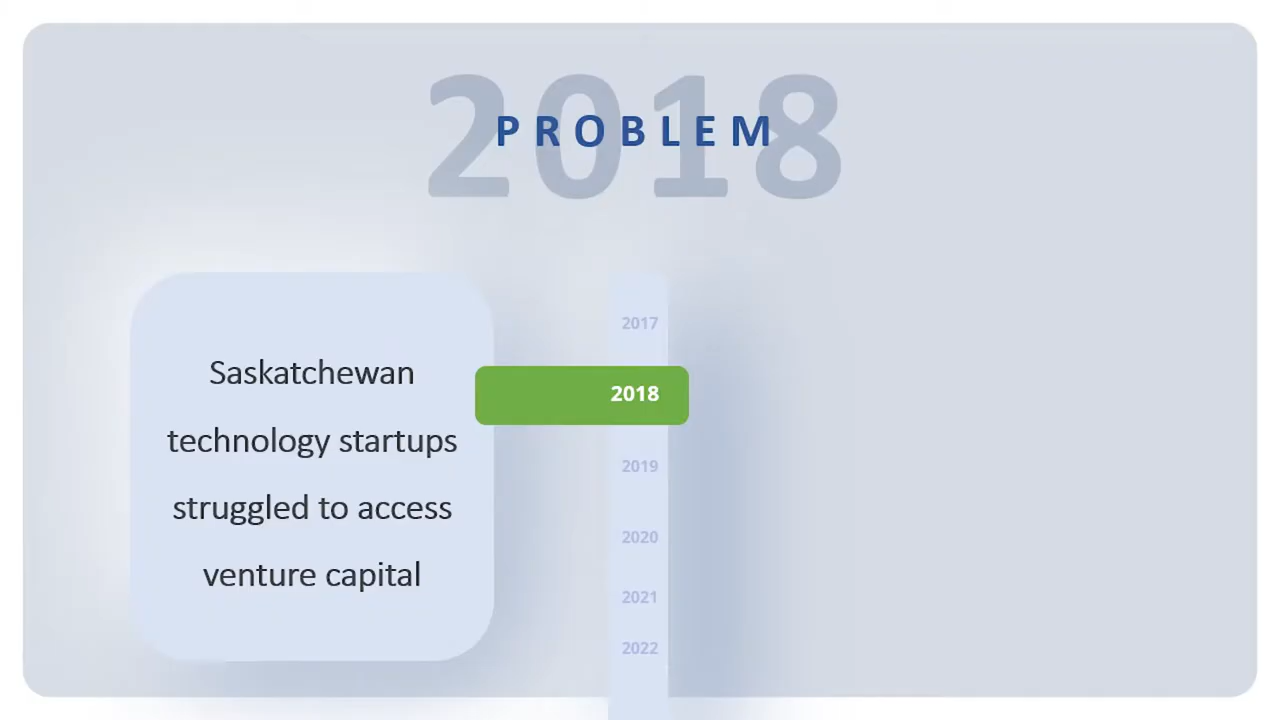 2018
PROBLEM
Saskatchewan
technology startups
struggled to access
venture capital
2017
2018
2019
2020
2021
2022